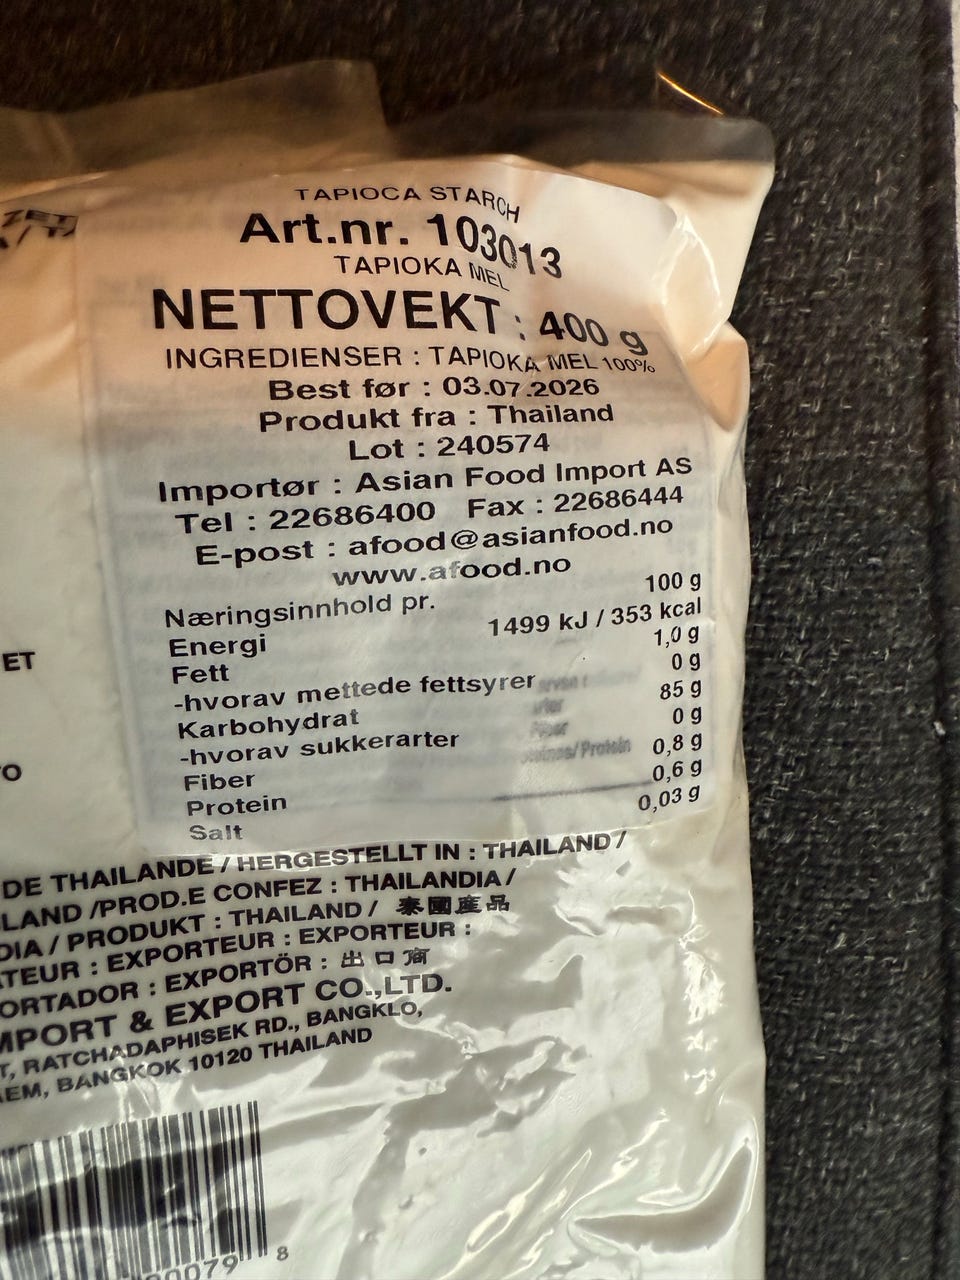 TAPIOCA STARCH
Art.nr. 103013
TAPIOKA MEL
NETTOVEKT : 400 g
INGREDIENSER : TAPIOKA MEL 100%
Best før : 03.07.2026
Produkt fra : Thailand
Lot : 240574
Importør : Asian Food Import AS
Tel : 22686400 Fax : 22686444
E-post : afood@asianfood.no
www.afood.no
Næringsinnhold pr. 100 g
Energi 1499 kJ / 353 kcal
Fett 1,0 g
-hvorav mettede fettsyrer 0 g
Karbohydrat 85 g
-hvorav sukkerarter 0 g
Fiber 0,8 g
Protein 0,6 g
Salt 0,03 g
ET
DE THAILANDE / HERGESTELLT IN : THAILAND /
LAND /PROD.E CONFEZ : THAILANDIA /
DIA / PRODUKT : THAILAND / 泰國產品
TEUR : EXPORTEUR : EXPORTEUR :
ORTADOR : EXPORTÖR : 出口商
MPORT & EXPORT CO.,LTD.
T, RATCHADAPHISEK RD., BANGKLO,
AEM, BANGKOK 10120 THAILAND
0079 8